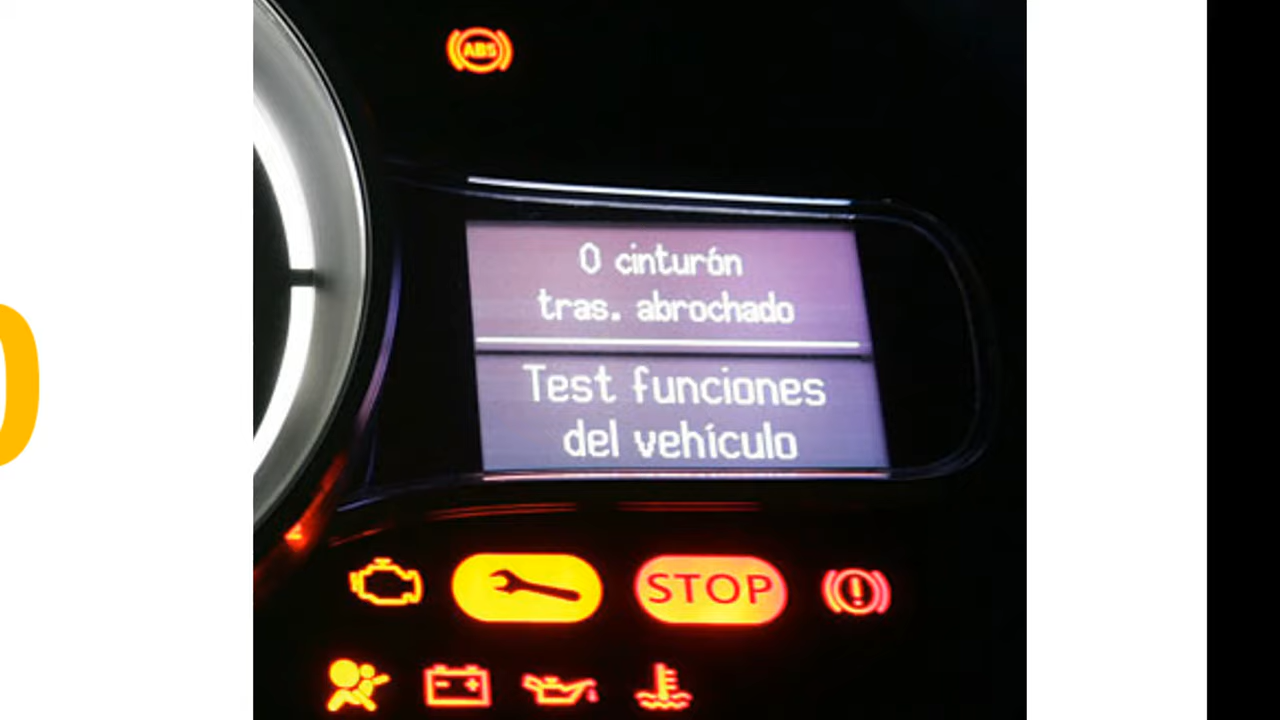 ABS
0 cinturón
tras. abrochado
Test funciones
del vehículo
STOP